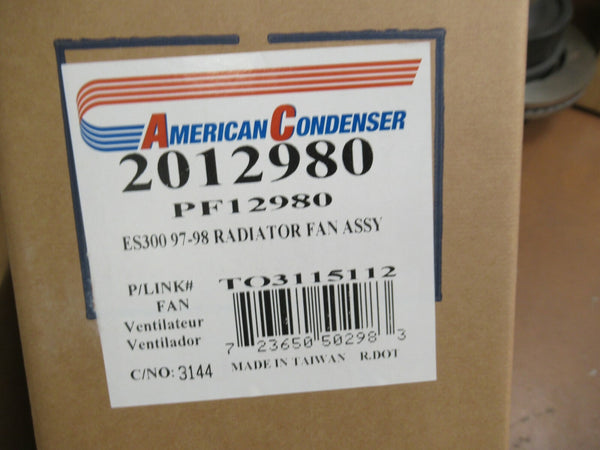 AMERICAN CONDENSER
2012980
PF12980
ES300 97-98 RADIATOR FAN ASSY
P/LINK# TO3115112
FAN
Ventilateur
Ventilador
7 23650 50298 3
C/NO: 3144 MADE IN TAIWAN R.DOT